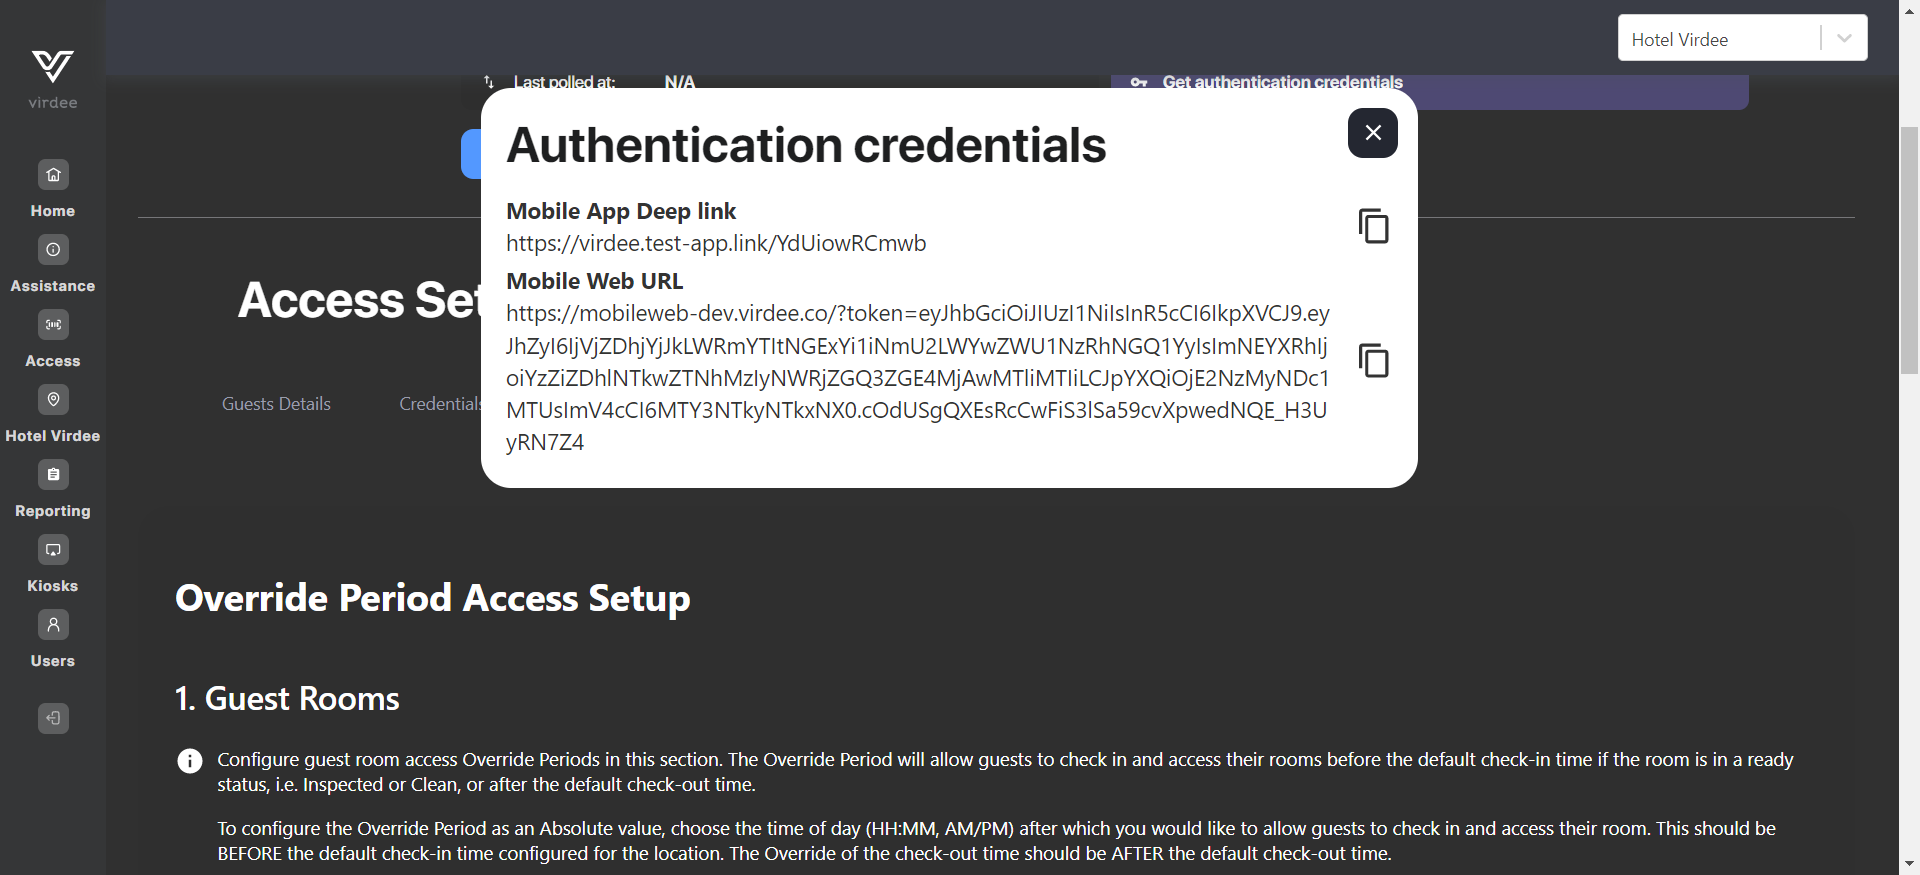 Hotel Virdee
virdee
Last polled at: N/A
Get authentication credentials
Authentication credentials
Mobile App Deep link
https://virdee.test-app.link/YdUiowRCmwb
Mobile Web URL
https://mobileweb-dev.virdee.co/?token=eyJhbGciOiJIUzI1NiIsInR5cCI6IkpXVCJ9.ey
JhZyI6IjVjZDhjYjJkLWRmYTItNGExYi1iNmU2LWYwZWU1NzRhNGQ1YyIsImNEYXRhIj
oiYzZiZDhlNTkwZTNhMzIyNWRjZGQ3ZGE4MjAwMTliMTIiLCJpYXQiOjE2NzMyNDc1
MTUsImV4cCI6MTY3NTkyNTkxNX0.cOdUSgQXEsRcCwFiS3lSa59cvXpwedNQE_H3U
yRN7Z4
Home
Assistance
Access
Hotel Virdee
Reporting
Kiosks
Users
Access Set
Guests Details
Credentials
Override Period Access Setup
1. Guest Rooms
Configure guest room access Override Periods in this section. The Override Period will allow guests to check in and access their rooms before the default check-in time if the room is in a ready
status, i.e. Inspected or Clean, or after the default check-out time.
To configure the Override Period as an Absolute value, choose the time of day (HH:MM, AM/PM) after which you would like to allow guests to check in and access their room. This should be
BEFORE the default check-in time configured for the location. The Override of the check-out time should be AFTER the default check-out time.